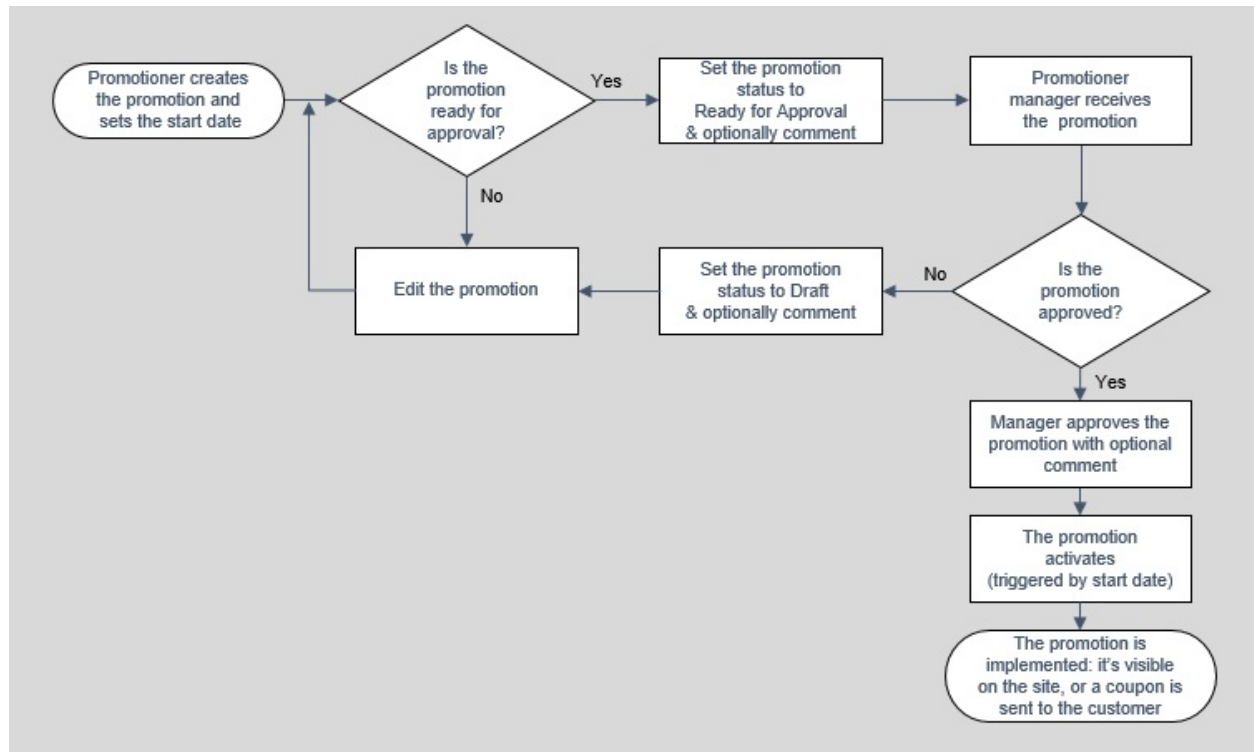 Promotioner creates
the promotion and
sets the start date
Is the
promotion
ready for
approval?
Yes
Set the promotion
status to
Ready for Approval
& optionally comment
Promotioner
manager receives
the promotion
No
Edit the promotion
Set the promotion
status to Draft
& optionally comment
No
Is the
promotion
approved?
Yes
Manager approves the
promotion with optional
comment
The promotion
activates
(triggered by start date)
The promotion is
implemented: it's visible
on the site, or a coupon is
sent to the customer